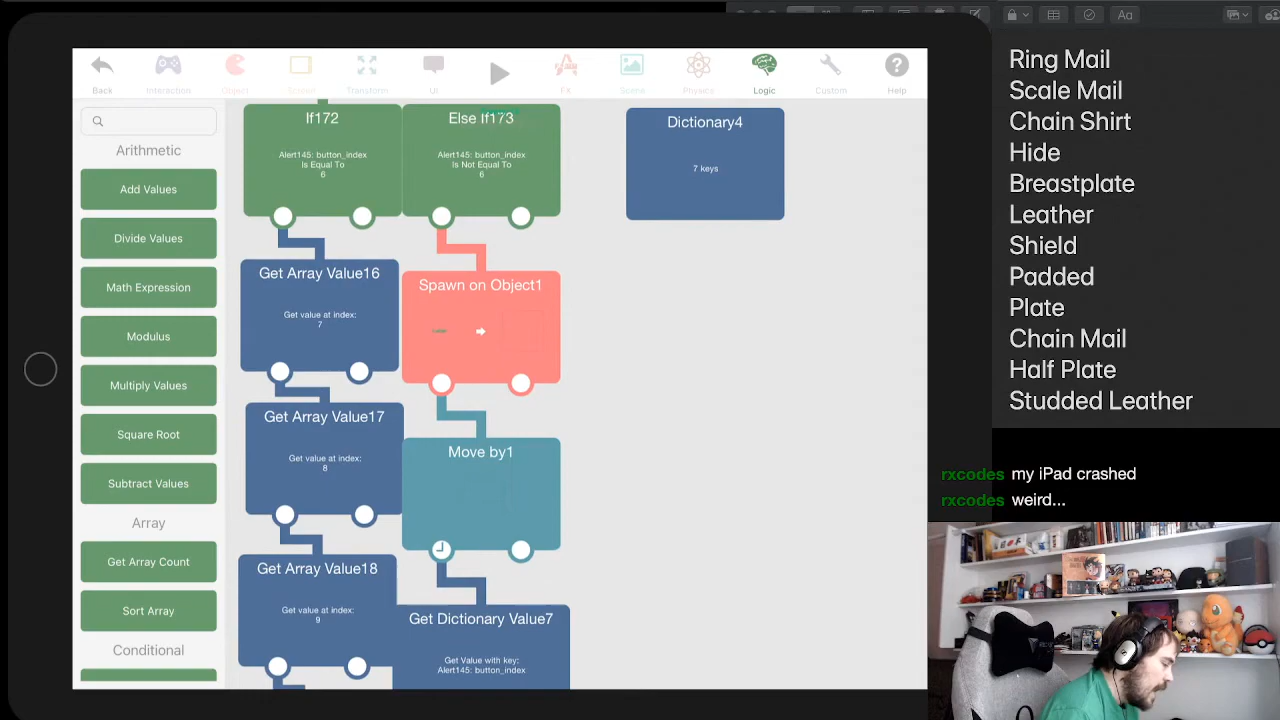 Back
Interaction
Object
Screen
Transform
UI
FX
Scene
Physics
Logic
Custom
Help
Arithmetic
Add Values
Divide Values
Math Expression
Modulus
Multiply Values
Square Root
Subtract Values
Array
Get Array Count
Sort Array
Conditional
If172
Alert145: button_index
Is Equal To
6
Else If173
Alert145: button_index
Is Not Equal To
6
Dictionary4
7 keys
Get Array Value16
Get value at index:
7
Spawn on Object1
Get Array Value17
Get value at index:
8
Move by1
Get Array Value18
Get value at index:
9
Get Dictionary Value7
Get Value with key:
Alert145: button_index
Aa
Ring Mail
Scale Mail
Chain Shirt
Hide
Breastplate
Leather
Shield
Padded
Plate
Chain Mail
Half Plate
Studded Leather
rxcodes my iPad crashed
rxcodes weird...